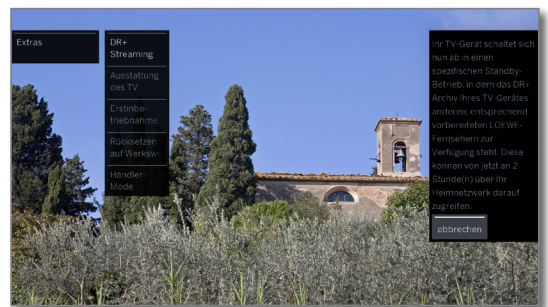 Extras
DR+
Streaming
Ausstattung
des TV
Erstinbe-
triebnahme
Rücksetzen
auf Werksw
Händler-
Mode
Ihr TV-Gerät schaltet sich
nun ab in einen
spezifischen Standby-
Betrieb, in dem das DR+
Archiv Ihres TV-Gerätes
anderen, entsprechend
vorbereiteten LOEWE-
Fernsehern zur
Verfügung steht. Diese
können von jetzt an 2
Stunde(n) über Ihr
Heimnetzwerk darauf
zugreifen.
abbrechen